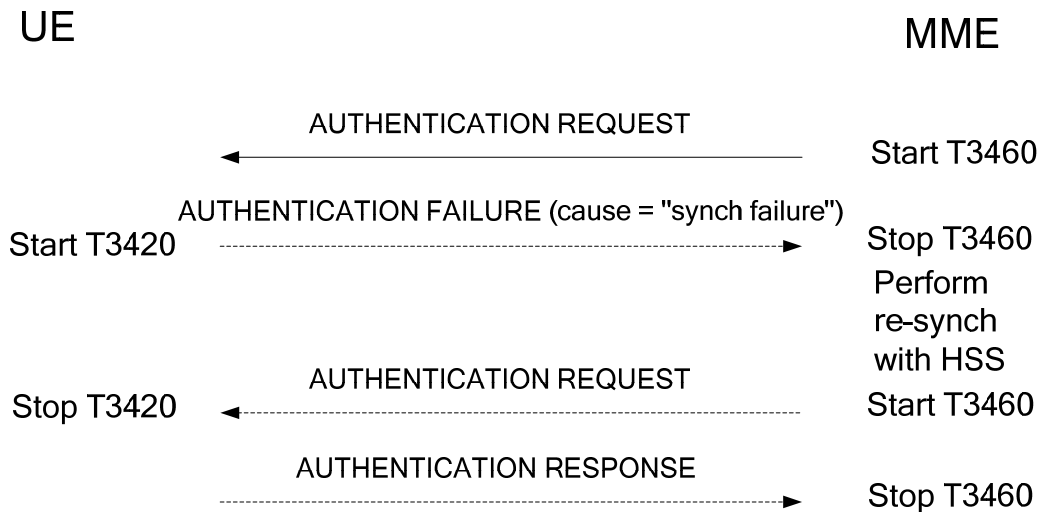 UE
MME
AUTHENTICATION REQUEST
Start T3460
AUTHENTICATION FAILURE (cause = "synch failure")
Start T3420
Stop T3460
Perform
re-synch
with HSS
AUTHENTICATION REQUEST
Stop T3420
Start T3460
AUTHENTICATION RESPONSE
Stop T3460